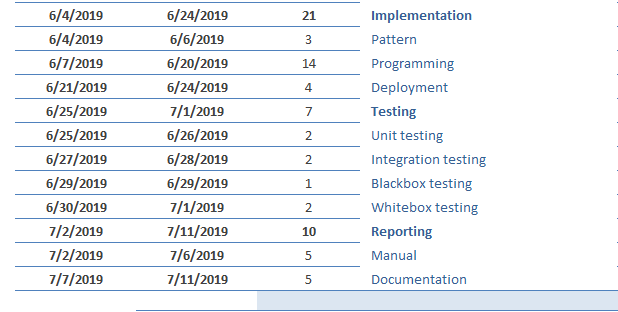 6/4/2019 6/24/2019 21 Implementation
6/4/2019 6/6/2019 3 Pattern
6/7/2019 6/20/2019 14 Programming
6/21/2019 6/24/2019 4 Deployment
6/25/2019 7/1/2019 7 Testing
6/25/2019 6/26/2019 2 Unit testing
6/27/2019 6/28/2019 2 Integration testing
6/29/2019 6/29/2019 1 Blackbox testing
6/30/2019 7/1/2019 2 Whitebox testing
7/2/2019 7/11/2019 10 Reporting
7/2/2019 7/6/2019 5 Manual
7/7/2019 7/11/2019 5 Documentation